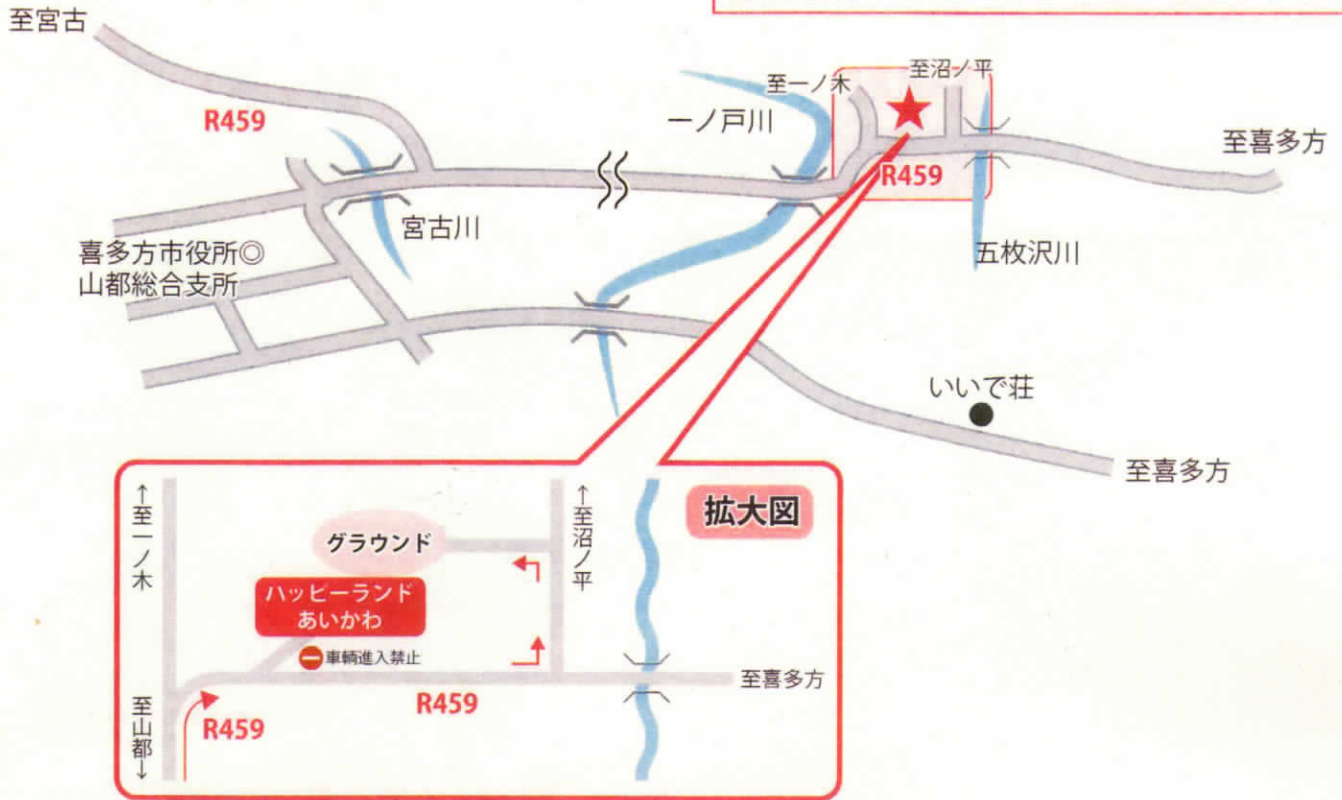 至宮古
R459
一ノ戸川
至一ノ木
至沼ノ平
R459
至喜多方
宮古川
五枚沢川
喜多方市役所◎
山都総合支所
いいで荘
至喜多方
拡大図
↑至一ノ木
↑至沼ノ平
グラウンド
ハッピーランド
あいかわ
車輌進入禁止
至喜多方
R459
R459
至山都↓